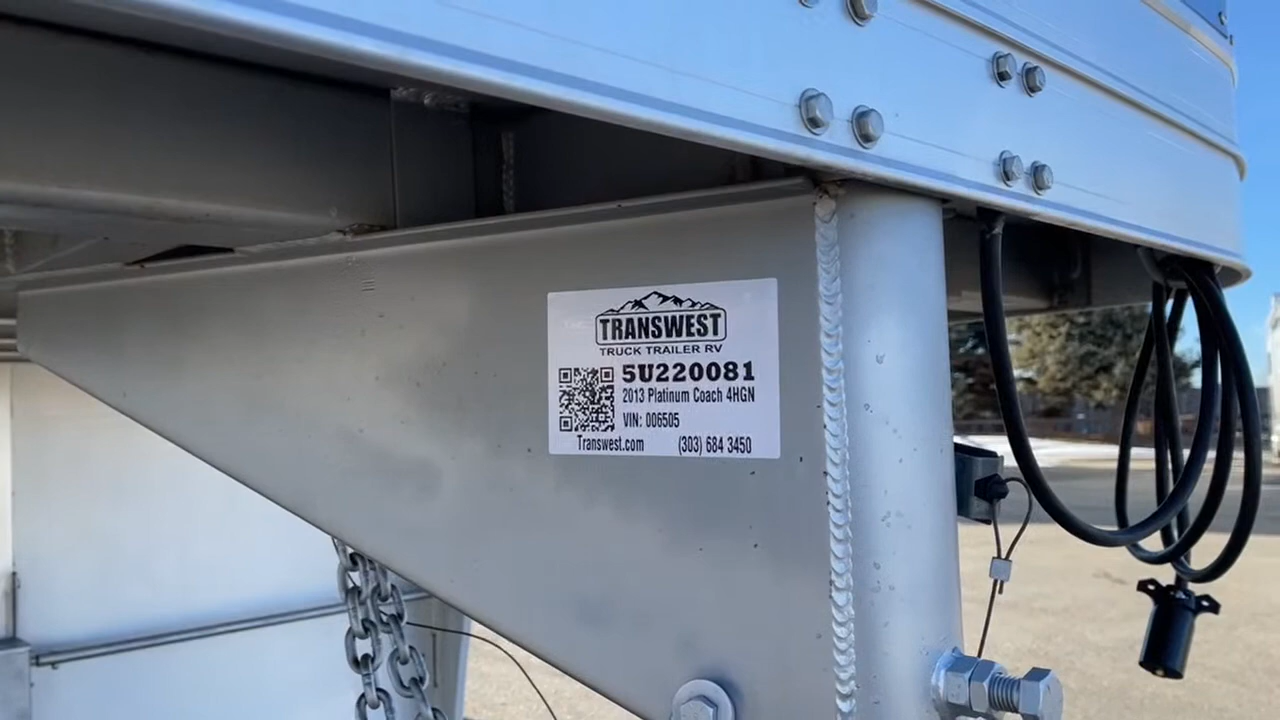 TRANSWEST
TRUCK TRAILER RV
5U220081
2013 Platinum Coach 4HGN
VIN: 006505
Transwest.com (303) 684 3450